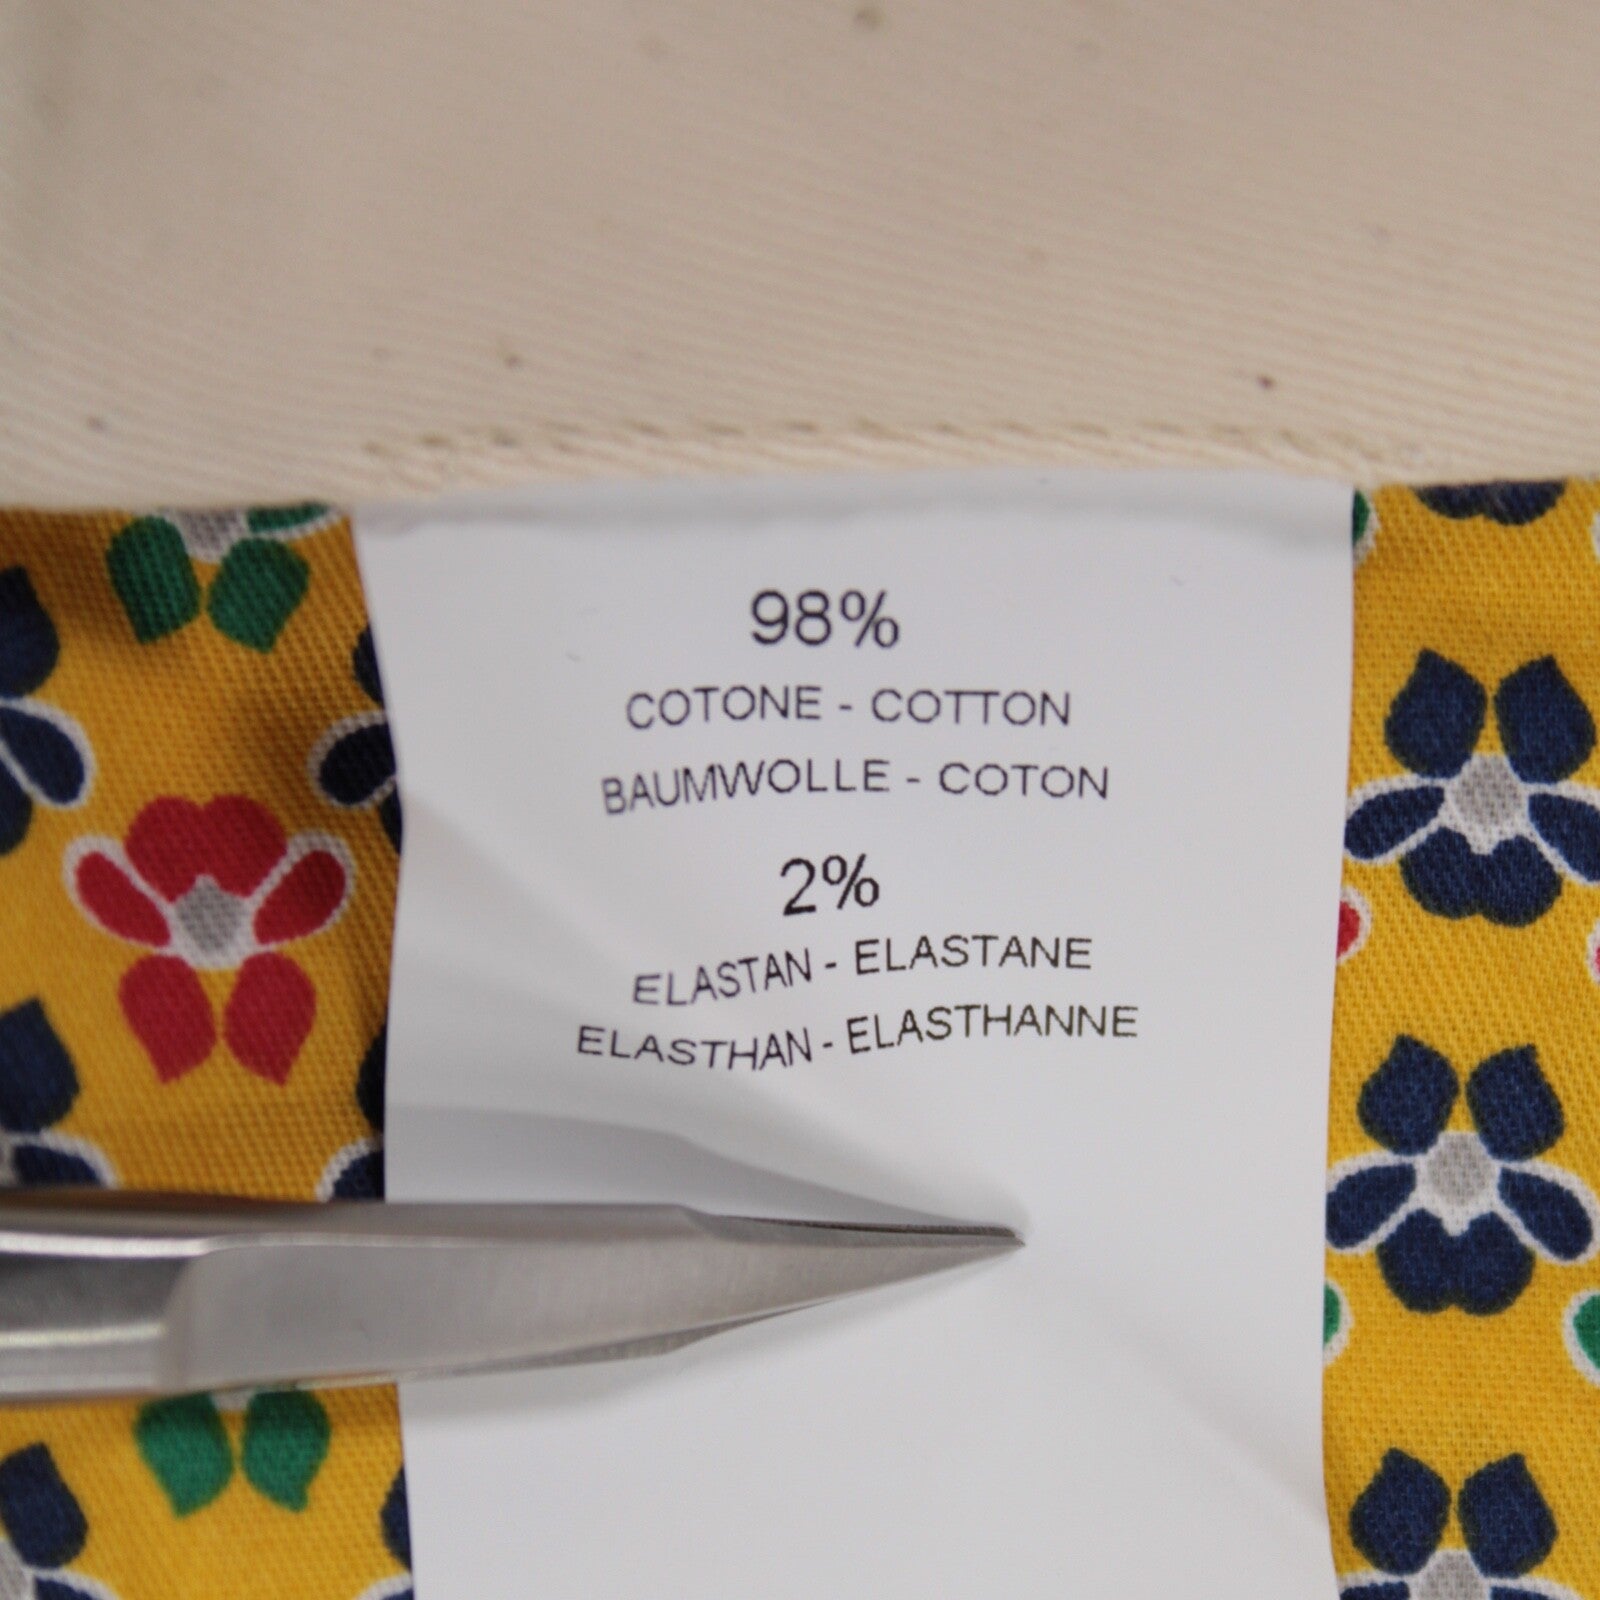 98%
COTONE - COTTON
BAUMWOLLE - COTON
2%
ELASTAN - ELASTANE
ELASTHAN - ELASTHANNE